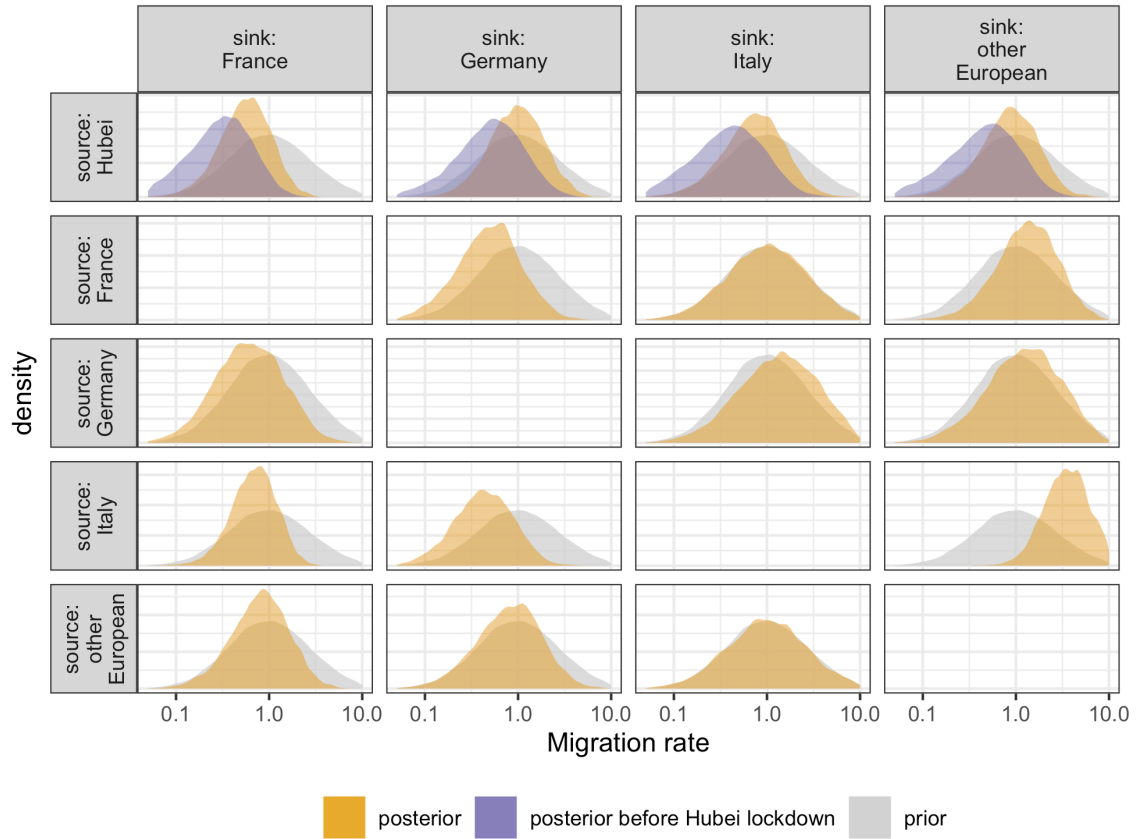 sink:
France
sink:
Germany
sink:
Italy
sink:
other
European
source:
Hubei
source:
France
source:
Germany
source:
Italy
source:
other
European
density
0.1 1.0 10.0 0.1 1.0 10.0 0.1 1.0 10.0 0.1 1.0 10.0
Migration rate
posterior posterior before Hubei lockdown prior